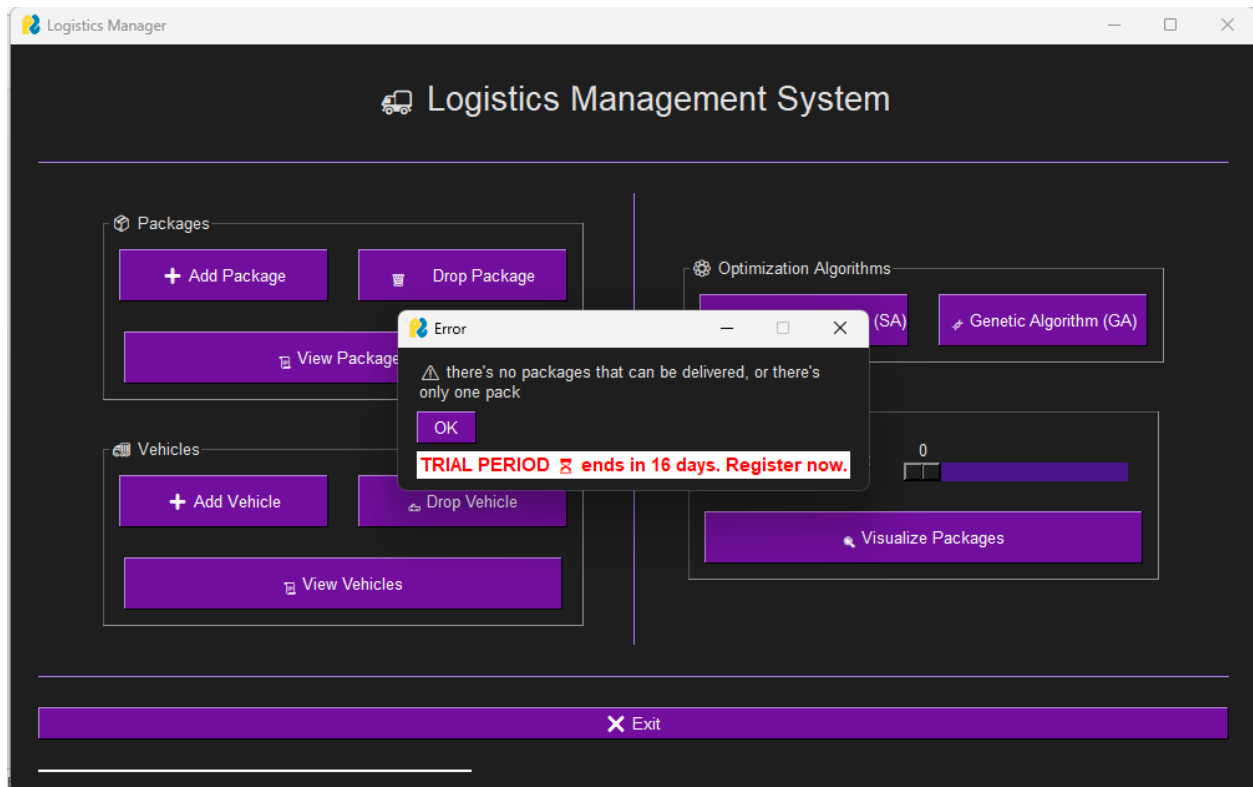 Logistics Manager
Logistics Management System
Packages
Add Package
Drop Package
View Package
Vehicles
Add Vehicle
Drop Vehicle
View Vehicles
Optimization Algorithms
(SA)
Genetic Algorithm (GA)
0
Visualize Packages
Error
⚠ there's no packages that can be delivered, or there's
only one pack
OK
TRIAL PERIOD ⏳ ends in 16 days. Register now.
Exit